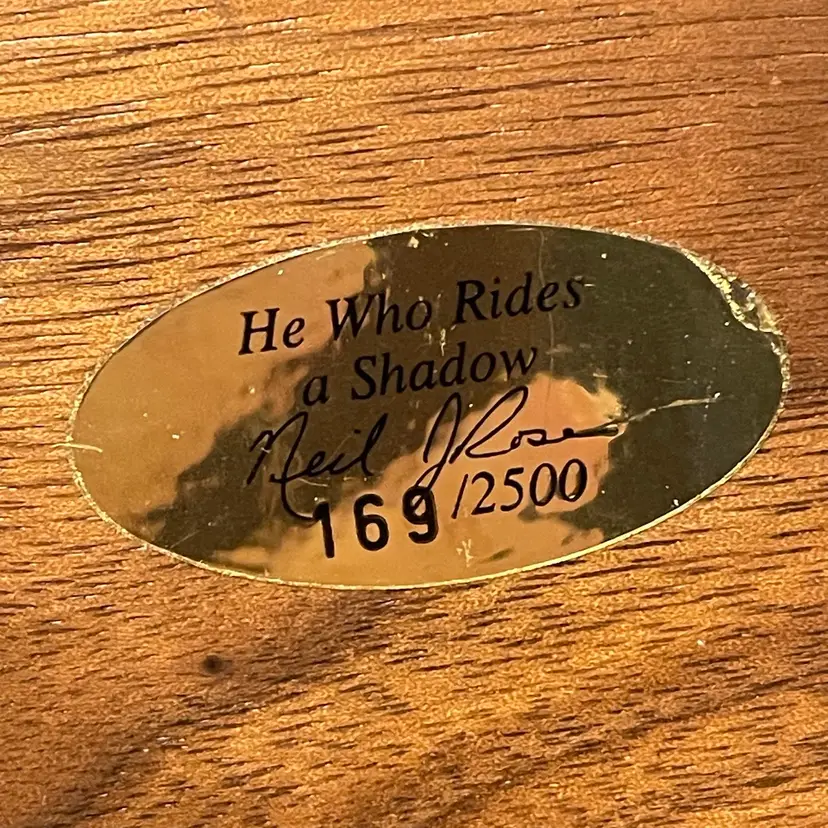 He Who Rides
a Shadow
Neil J Rose
169/2500